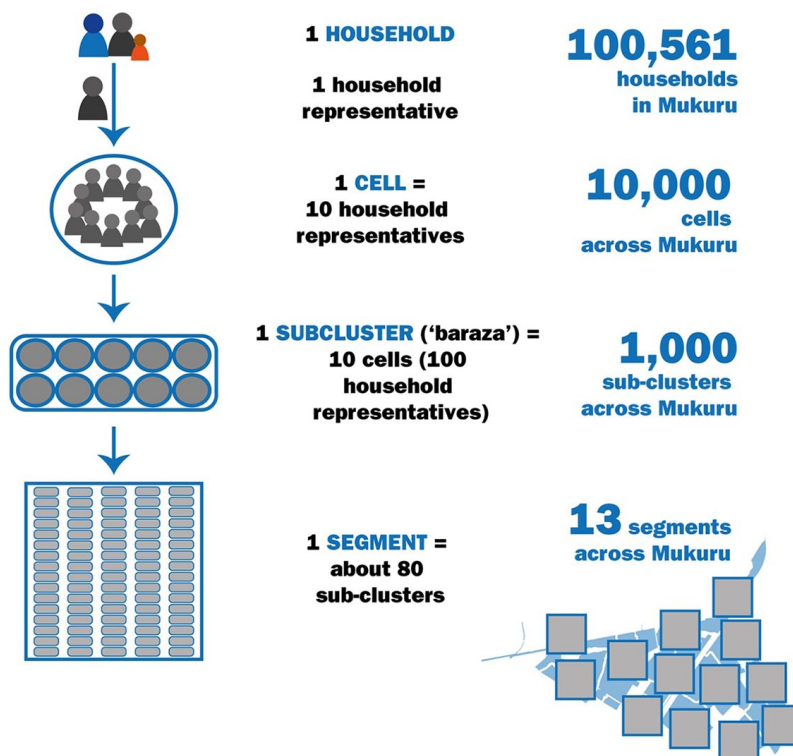 1 HOUSEHOLD
1 household
representative
100,561
households
in Mukuru
1 CELL =
10 household
representatives
10,000
cells
across Mukuru
1 SUBCLUSTER (‘baraza’) =
10 cells (100
household
representatives)
1,000
sub-clusters
across Mukuru
1 SEGMENT =
about 80
sub-clusters
13 segments
across Mukuru